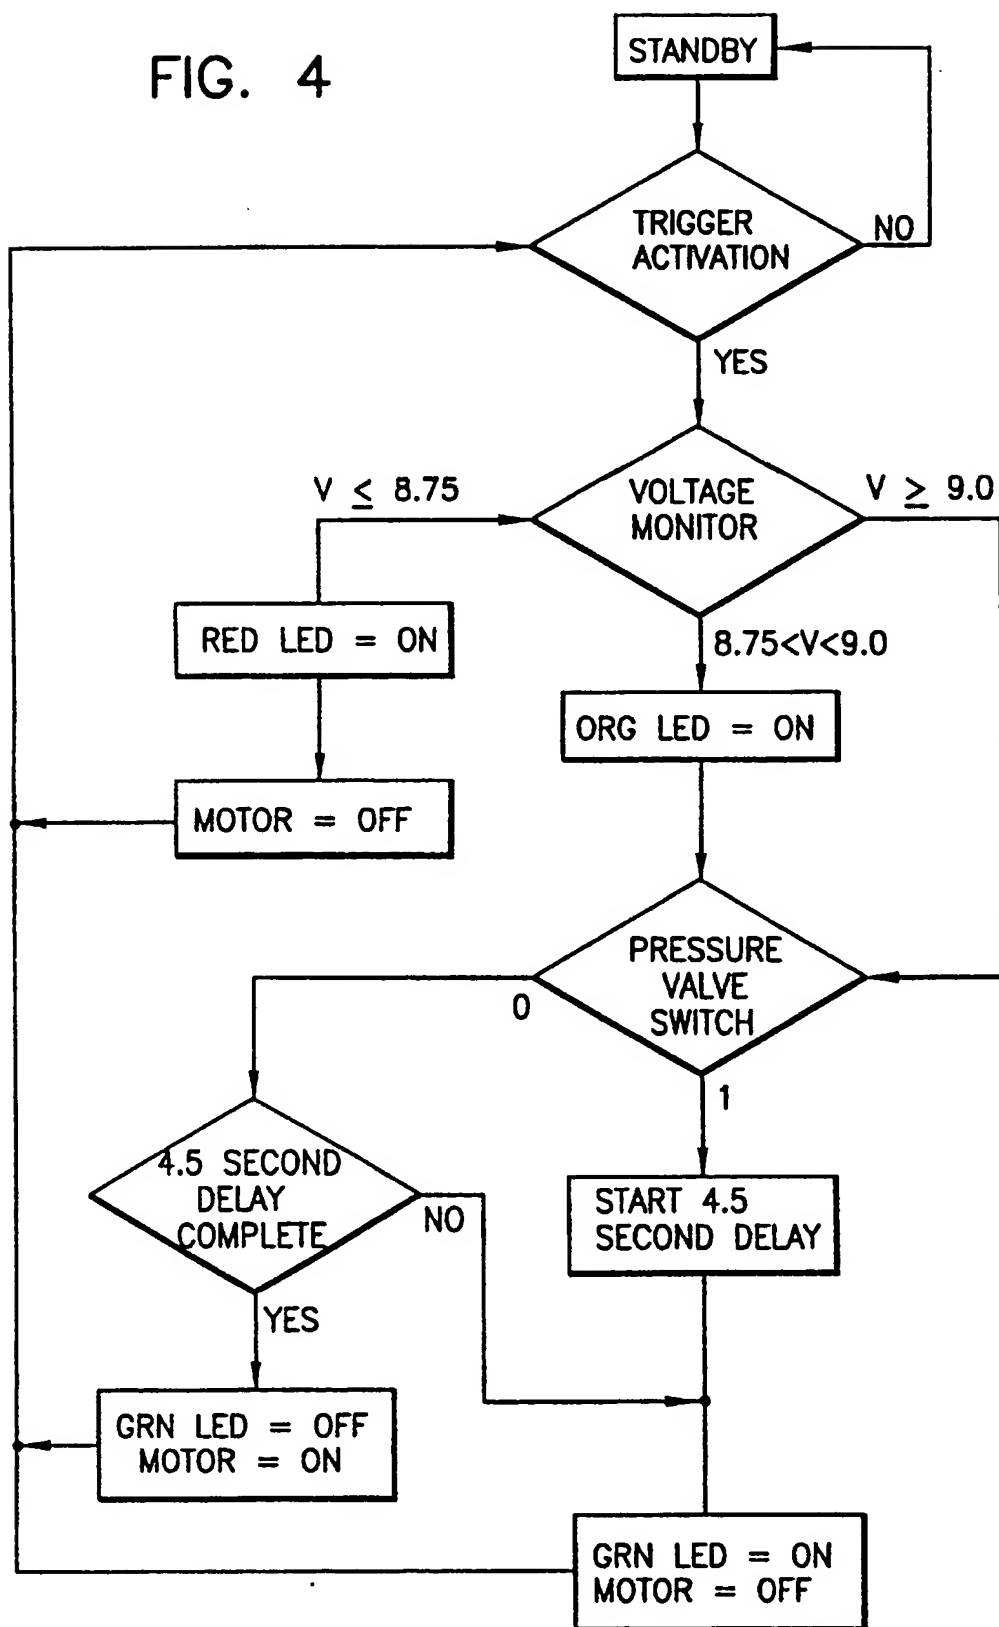 FIG. 4
STANDBY
TRIGGER
ACTIVATION
NO
YES
V ≤ 8.75
VOLTAGE
MONITOR
V ≥ 9.0
RED LED = ON
8.75<V<9.0
ORG LED = ON
MOTOR = OFF
PRESSURE
VALVE
SWITCH
0
1
4.5 SECOND
DELAY
COMPLETE
NO
START 4.5
SECOND DELAY
YES
GRN LED = OFF
MOTOR = ON
GRN LED = ON
MOTOR = OFF